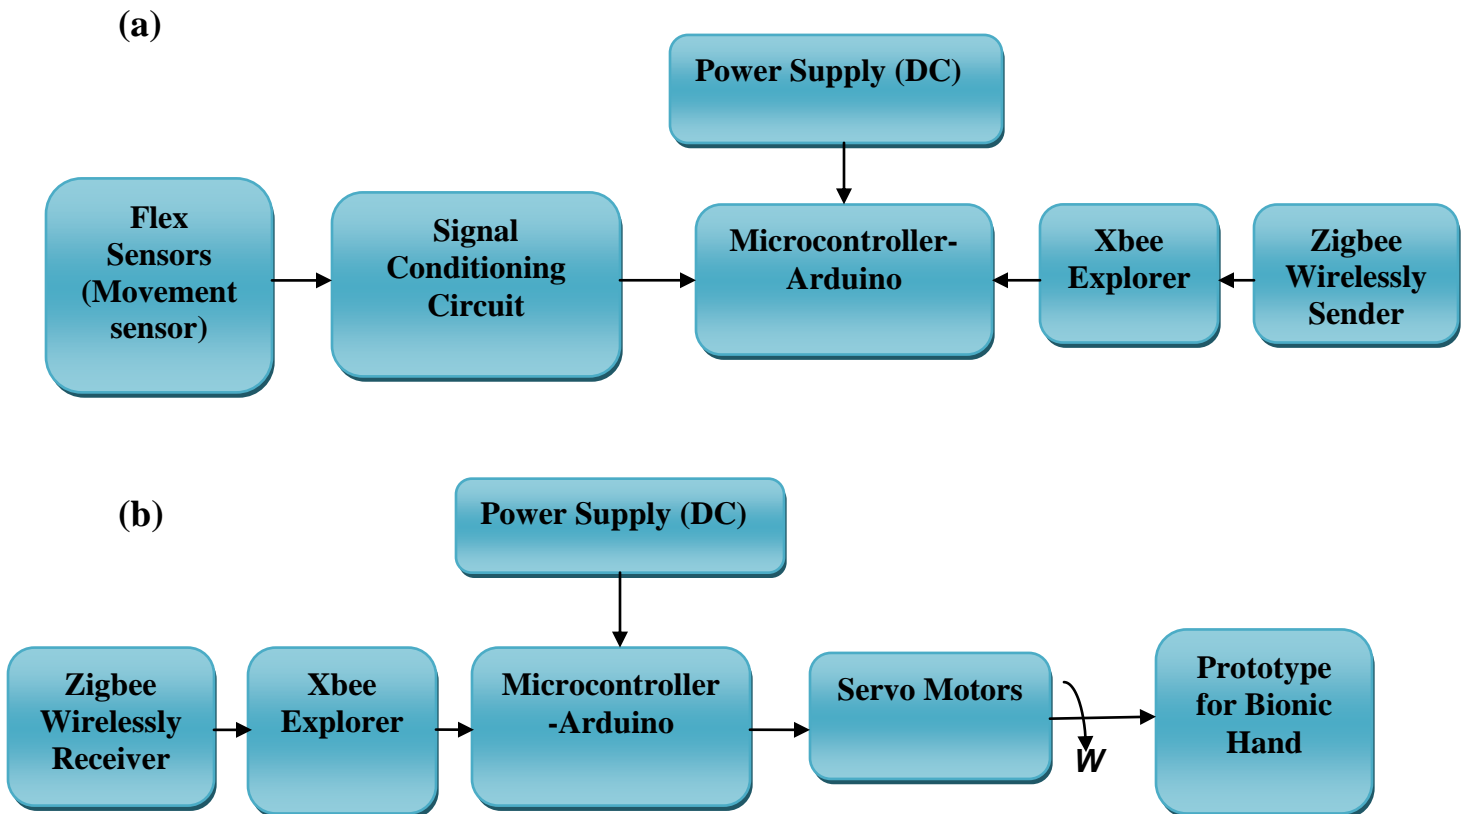 (a)
Power Supply (DC)
Flex
Sensors
(Movement
sensor)
Signal
Conditioning
Circuit
Microcontroller-
Arduino
Xbee
Explorer
Zigbee
Wirelessly
Sender
(b)
Power Supply (DC)
Zigbee
Wirelessly
Receiver
Xbee
Explorer
Microcontroller
-Arduino
Servo Motors
W
Prototype
for Bionic
Hand